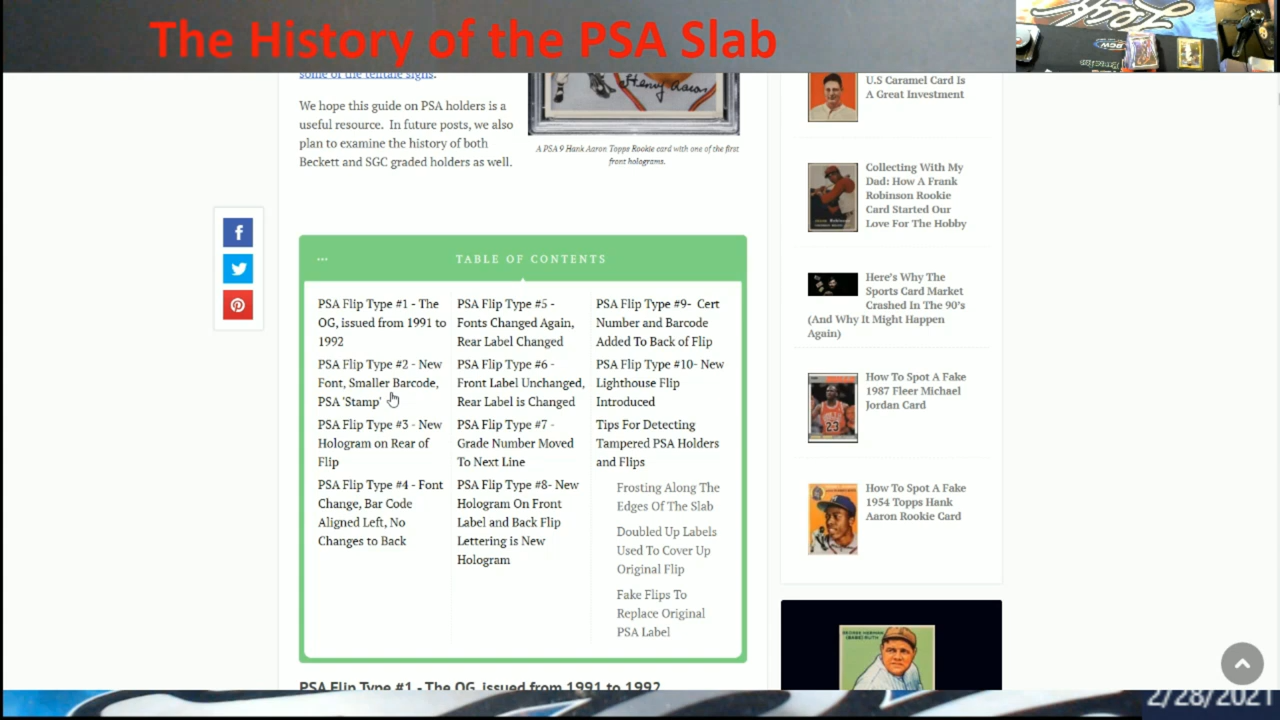 The History of the PSA Slab
some of the telltale signs.
We hope this guide on PSA holders is a
useful resource. In future posts, we also
plan to examine the history of both
Beckett and SGC graded holders as well.
Henry Aaron
A PSA 9 Hank Aaron Topps Rookie card with one of the first
front holograms.
TABLE OF CONTENTS
PSA Flip Type #1 - The
OG, issued from 1991 to
1992
PSA Flip Type #2 - New
Font, Smaller Barcode,
PSA 'Stamp'
PSA Flip Type #3 - New
Hologram on Rear of
Flip
PSA Flip Type #4 - Font
Change, Bar Code
Aligned Left, No
Changes to Back
PSA Flip Type #5 -
Fonts Changed Again,
Rear Label Changed
PSA Flip Type #6 -
Front Label Unchanged,
Rear Label is Changed
PSA Flip Type #7 -
Grade Number Moved
To Next Line
PSA Flip Type #8- New
Hologram On Front
Label and Back Flip
Lettering is New
Hologram
PSA Flip Type #9- Cert
Number and Barcode
Added To Back of Flip
PSA Flip Type #10- New
Lighthouse Flip
Introduced
Tips For Detecting
Tampered PSA Holders
and Flips
Frosting Along The
Edges Of The Slab
Doubled Up Labels
Used To Cover Up
Original Flip
Fake Flips To
Replace Original
PSA Label
PSA Flip Type #1 - The OG, issued from 1991 to 1992
U.S Caramel Card Is
A Great Investment
Collecting With My
Dad: How A Frank
Robinson Rookie
Card Started Our
Love For The Hobby
Here's Why The
Sports Card Market
Crashed In The 90's
(And Why It Might Happen
Again)
How To Spot A Fake
1987 Fleer Michael
Jordan Card
How To Spot A Fake
1954 Topps Hank
Aaron Rookie Card
GEORGE HERMAN
(BABE) RUTH
2/28/2021